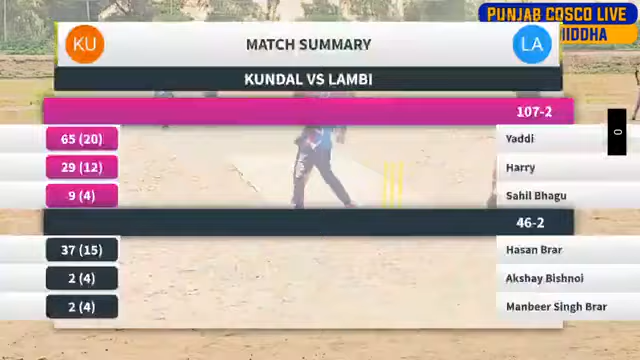 PUNJAB COSCO LIVE
KU
MATCH SUMMARY
LA
KUNDAL VS LAMBI
107-2
65 (20)
Yaddi
0
29 (12)
Harry
9 (4)
Sahil Bhagu
46-2
37 (15)
Hasan Brar
2 (4)
Akshay Bishnoi
2 (4)
Manbeer Singh Brar